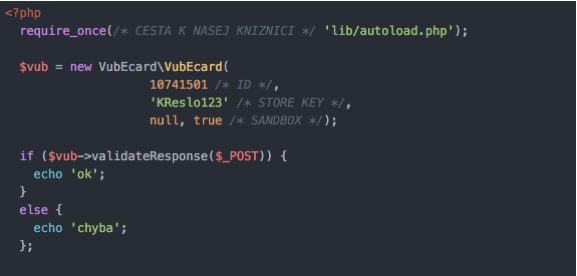 <?php
require_once(/* CESTA K NASEJ KNIZNICI */ 'lib/autoload.php');
$vub = new VubEcard\VubEcard(
10741501 /* ID */,
'KReslo123' /* STORE KEY */,
null, true /* SANDBOX */);
if ($vub->validateResponse($_POST)) {
echo 'ok';
}
else {
echo 'chyba';
};